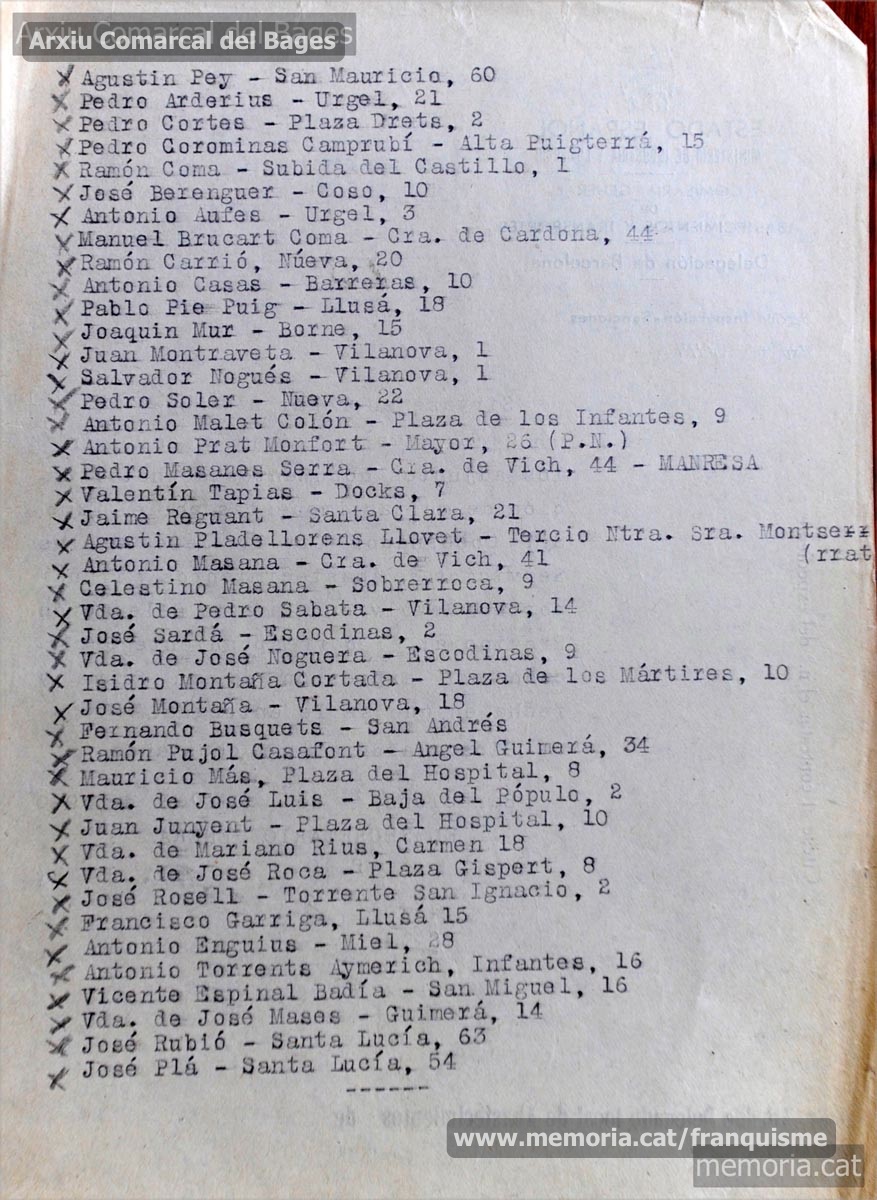 Arxiu Comarcal del Bages
Agustin Pey - San Mauricio, 60
Pedro Arderius - Urgel, 21
Pedro Cortes - Plaza Drets, 2
Pedro Corominas Camprubí - Alta Puigterrá, 15
Ramón Coma - Subida del Castillo, 1
José Berenguer - Coso, 10
Antonio Aufes - Urgel, 3
Manuel Brucart Coma - Cra. de Cardona, 44
Ramón Carrió, Núeva, 20
Antonio Casas - Barreras, 10
Pablo Pie Puig - Llusá, 18
Joaquin Mur - Borne, 15
Juan Montraveta - Vilanova, 1
Salvador Nogués - Vilanova, 1
Pedro Soler - Nueva, 22
Antonio Malet Colón - Plaza de los Infantes, 9
Antonio Prat Monfort - Mayor, 26 (P.N.)
Pedro Masanes Serra - Cra. de Vich, 44 - MANRESA
Valentín Tapias - Docks, 7
Jaime Reguant - Santa Clara, 21
Agustin Pladellorens Llovet - Tercio Ntra. Sra. Montserr
(rrat
Antonio Masana - Cra. de Vich, 41
Celestino Masana - Sobrerroca, 9
Vda. de Pedro Sabata - Vilanova, 14
José Sardá - Escodinas, 2
Vda. de José Noguera - Escodinas, 9
Isidro Montaña Cortada - Plaza de los Mártires, 10
José Montaña - Vilanova, 18
Fernando Busquets - San Andrés
Ramón Pujol Casafont - Angel Guimerá, 34
Mauricio Más, Plaza del Hospital, 8
Vda. de José Luis - Baja del Pópulo, 2
Juan Junyent - Plaza del Hospital, 10
Vda. de Mariano Rius, Carmen 18
Vda. de José Roca - Plaza Gispert, 8
José Rosell - Torrente San Ignacio, 2
Francisco Garriga, Llusá 15
Antonio Enguius - Miel, 28
Antonio Torrents Aymerich, Infantes, 16
Vicente Espinal Badía - San Miguel, 16
Vda. de José Mases - Guimerá, 14
José Rubió - Santa Lucía, 63
José Plá - Santa Lucía, 54
------
www.memoria.cat/franquisme
memoria.cat